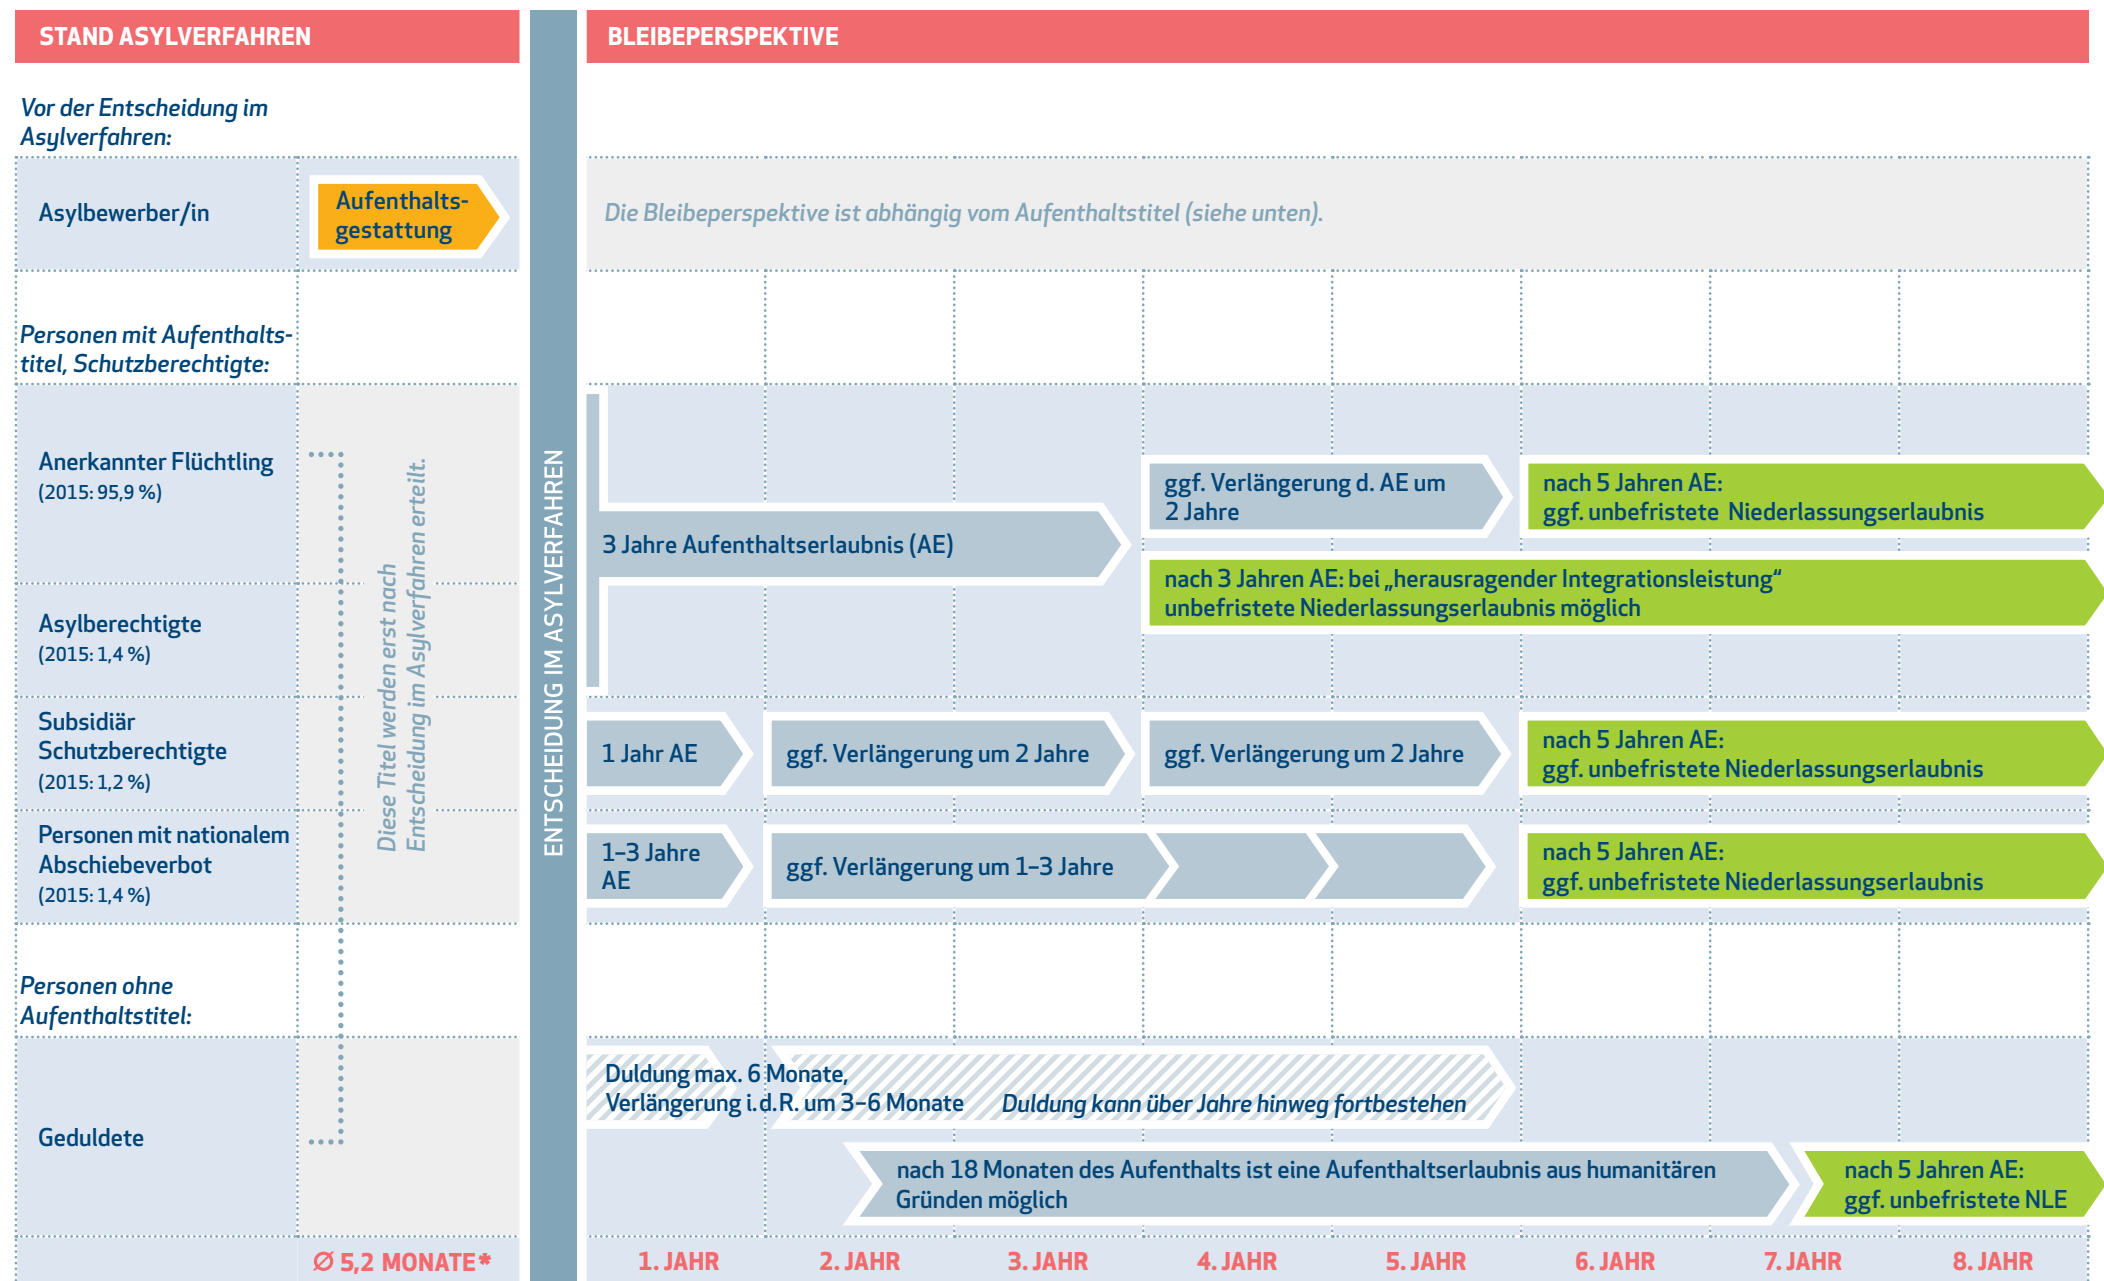 STAND ASYLVERFAHREN
BLEIBEPERSPEKTIVE
Vor der Entscheidung im
Asylverfahren:
Asylbewerber/in
Aufenthalts-
gestattung
Die Bleibeperspektive ist abhängig vom Aufenthaltstitel (siehe unten).
Personen mit Aufenthalts-
titel, Schutzberechtigte:
Anerkannter Flüchtling
(2015: 95,9 %)
Asylberechtigte
(2015: 1,4 %)
Diese Titel werden erst nach
Entscheidung im Asylverfahren erteilt.
ENTSCHEIDUNG IM ASYLVERFAHREN
3 Jahre Aufenthaltserlaubnis (AE)
ggf. Verlängerung d. AE um
2 Jahre
nach 5 Jahren AE:
ggf. unbefristete Niederlassungserlaubnis
nach 3 Jahren AE: bei „herausragender Integrationsleistung“
unbefristete Niederlassungserlaubnis möglich
Subsidiär
Schutzberechtigte
(2015: 1,2 %)
1 Jahr AE
ggf. Verlängerung um 2 Jahre
ggf. Verlängerung um 2 Jahre
nach 5 Jahren AE:
ggf. unbefristete Niederlassungserlaubnis
Personen mit nationalem
Abschiebeverbot
(2015: 1,4 %)
1–3 Jahre
AE
ggf. Verlängerung um 1–3 Jahre
nach 5 Jahren AE:
ggf. unbefristete Niederlassungserlaubnis
Personen ohne
Aufenthaltstitel:
Geduldete
Duldung max. 6 Monate,
Verlängerung i.d.R. um 3–6 Monate
Duldung kann über Jahre hinweg fortbestehen
nach 18 Monaten des Aufenthalts ist eine Aufenthaltserlaubnis aus humanitären
Gründen möglich
nach 5 Jahren AE:
ggf. unbefristete NLE
Ø 5,2 MONATE*
1. JAHR
2. JAHR
3. JAHR
4. JAHR
5. JAHR
6. JAHR
7. JAHR
8. JAHR